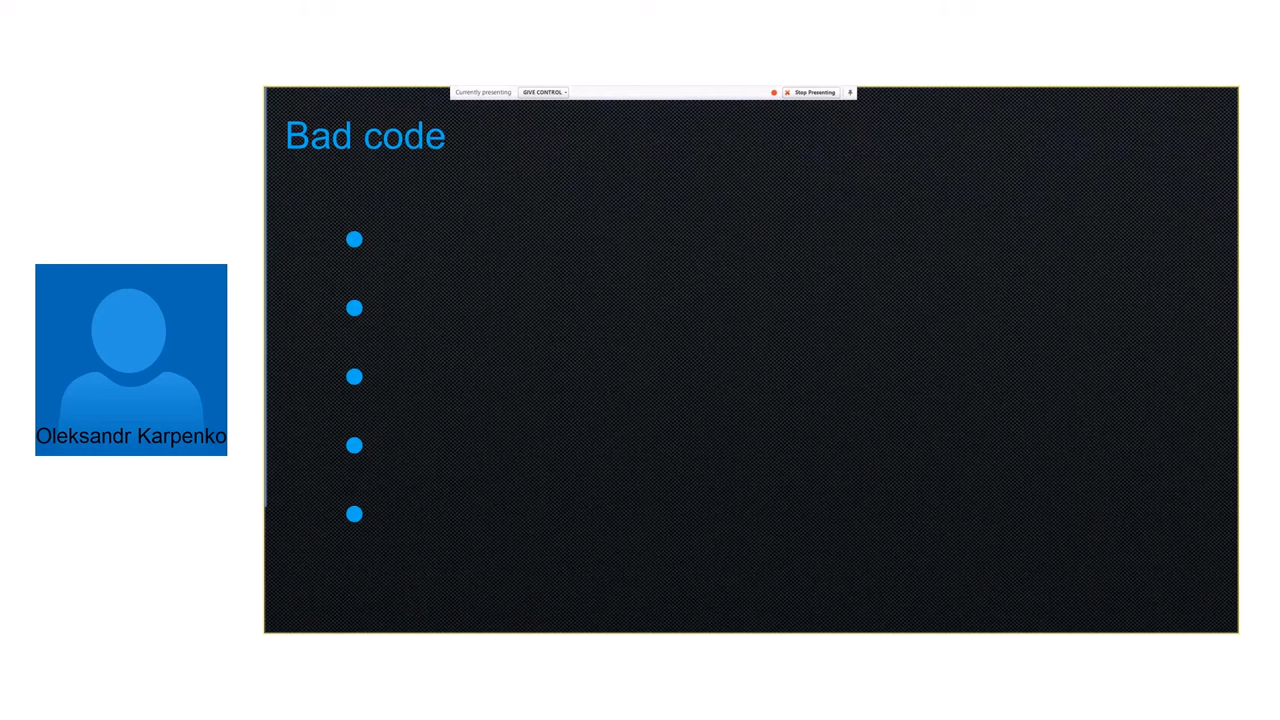 Currently presenting GIVE CONTROL Stop Presenting
Bad code
Oleksandr Karpenko